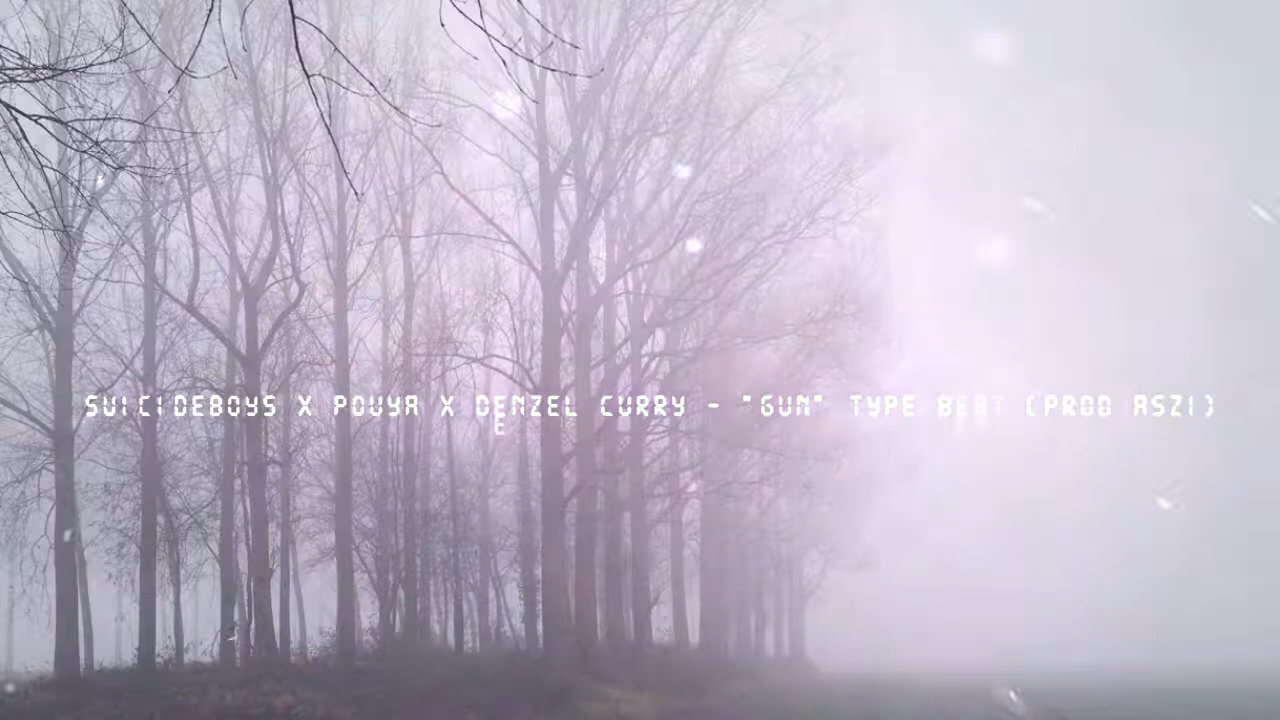 SUICIDEBOYS X POUYA X DENZEL CURRY - "GUN" TYPE BEAT (PROD ASZI)